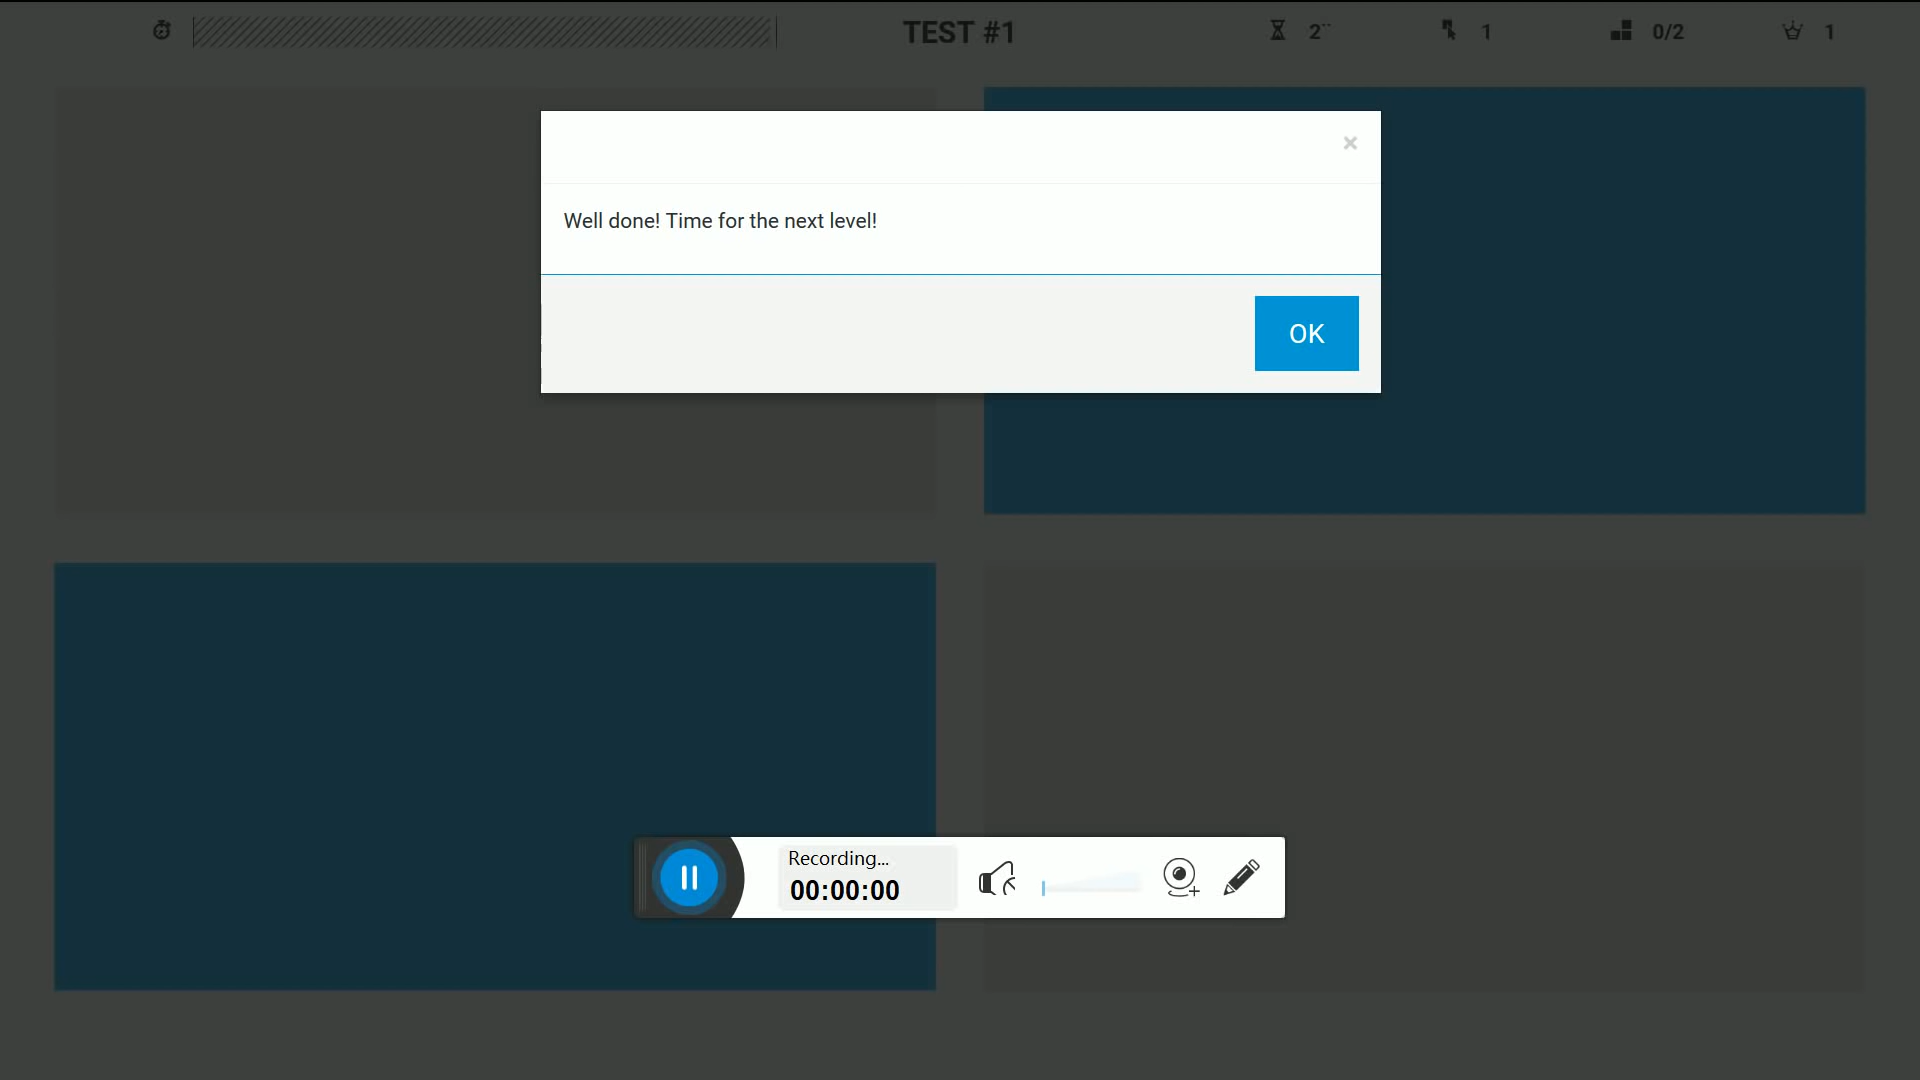 TEST #1
2``
1
0/2
1
×
Well done! Time for the next level!
OK
Recording...
00:00:00